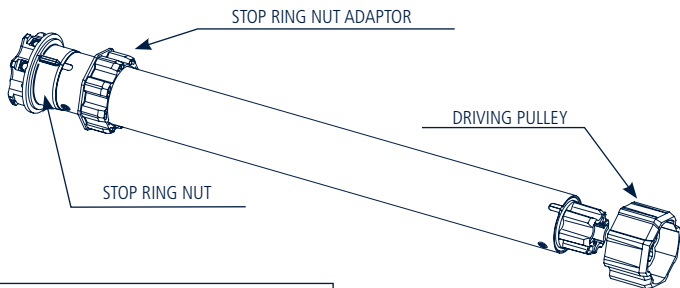 STOP RING NUT ADAPTOR
DRIVING PULLEY
STOP RING NUT